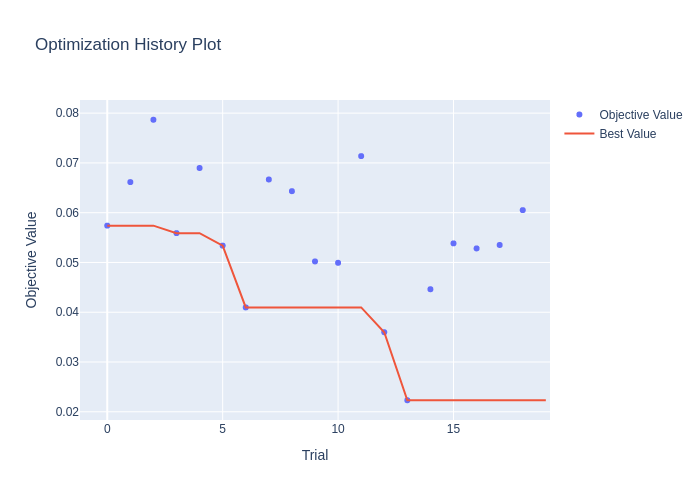 Optimization History Plot
Objective Value
Best Value
0.08
0.07
0.06
0.05
0.04
0.03
0.02
Objective Value
0 5 10 15
Trial